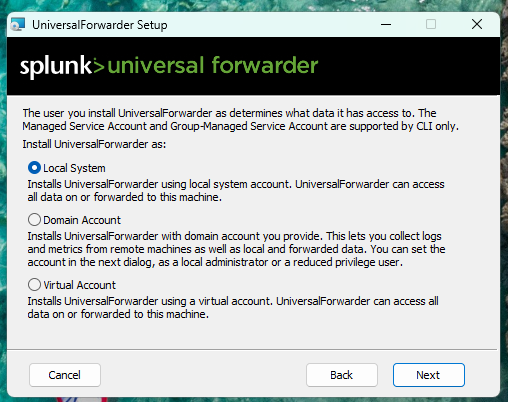 UniversalForwarder Setup
splunk> universal forwarder
The user you install UniversalForwarder as determines what data it has access to. The
Managed Service Account and Group-Managed Service Account are supported by CLI only.
Install UniversalForwarder as:
Local System
Installs UniversalForwarder using local system account. UniversalForwarder can access
all data on or forwarded to this machine.
Domain Account
Installs UniversalForwarder with domain account you provide. This lets you collect logs
and metrics from remote machines as well as local and forwarded data. You can set the
account in the next dialog, as a local administrator or a reduced privilege user.
Virtual Account
Installs UniversalForwarder using a virtual account. UniversalForwarder can access all
data on or forwarded to this machine.
Cancel
Back
Next